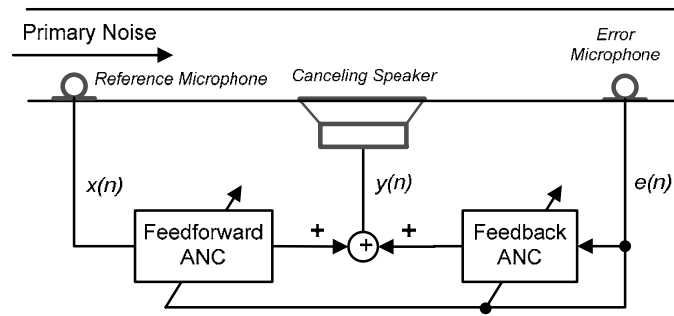 Primary Noise
Error
Microphone
Reference Microphone
Canceling Speaker
x(n)
y(n)
e(n)
Feedforward
ANC
+
+
+
Feedback
ANC